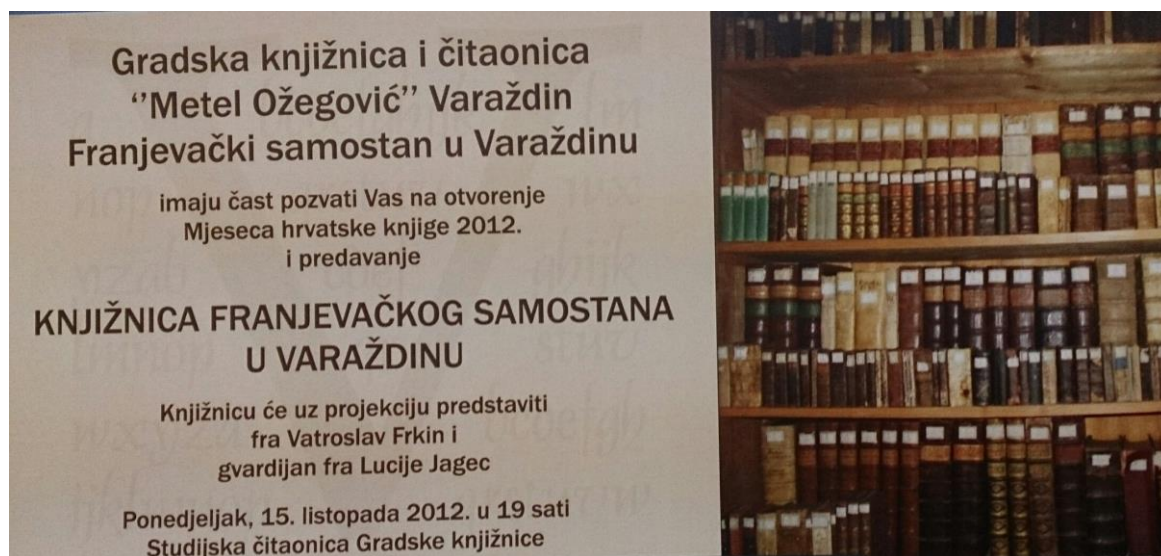 Gradska knjižnica i čitaonica
‘’Metel Ožegović’’ Varaždin
Franjevački samostan u Varaždinu
imaju čast pozvati Vas na otvorenje
Mjeseca hrvatske knjige 2012.
i predavanje
KNJIŽNICA FRANJEVAČKOG SAMOSTANA
U VARAŽDINU
Knjižnicu će uz projekciju predstaviti
fra Vatroslav Frkin i
gvardijan fra Lucije Jagec
Ponedjeljak, 15. listopada 2012. u 19 sati
Studijska čitaonica Gradske knjižnice